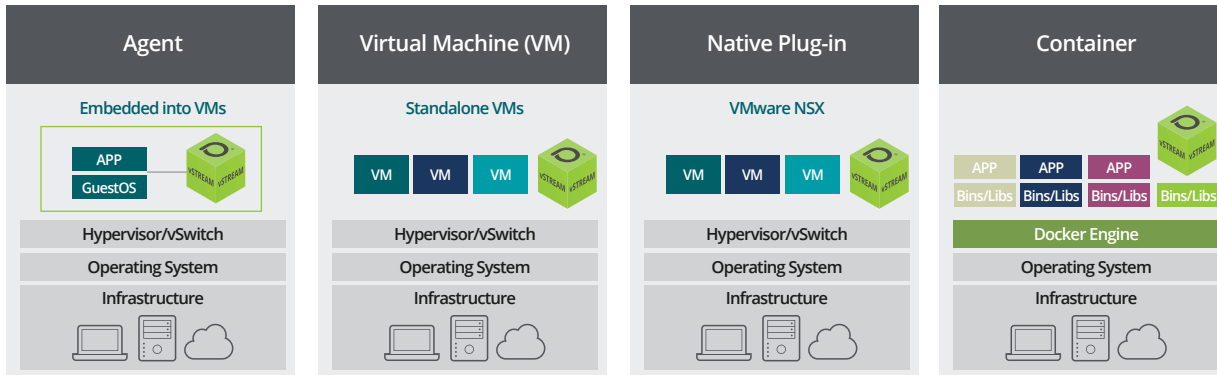 Agent
Embedded into VMs
APP
GuestOS
vSTREAM vSTREAM
Hypervisor/vSwitch
Operating System
Infrastructure
Virtual Machine (VM)
Standalone VMs
VM VM VM
vSTREAM vSTREAM
Hypervisor/vSwitch
Operating System
Infrastructure
Native Plug-in
VMware NSX
VM VM VM
vSTREAM vSTREAM
Hypervisor/vSwitch
Operating System
Infrastructure
Container
vSTREAM vSTREAM
APP APP APP
Bins/Libs Bins/Libs Bins/Libs Bins/Libs
Docker Engine
Operating System
Infrastructure